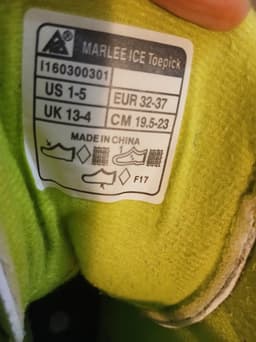 MARLEE ICE Toepick
I160300301
US 1-5 EUR 32-37
UK 13-4 CM 19.5-23
MADE IN CHINA
F17